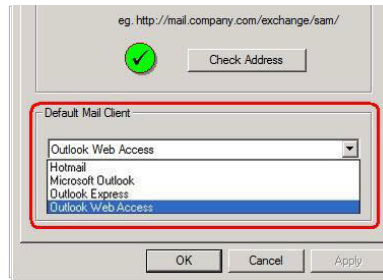 eg. http://mail.company.com/exchange/sam/
Check Address
Default Mail Client
Outlook Web Access
Hotmail
Microsoft Outlook
Outlook Express
Outlook Web Access
OK Cancel Apply